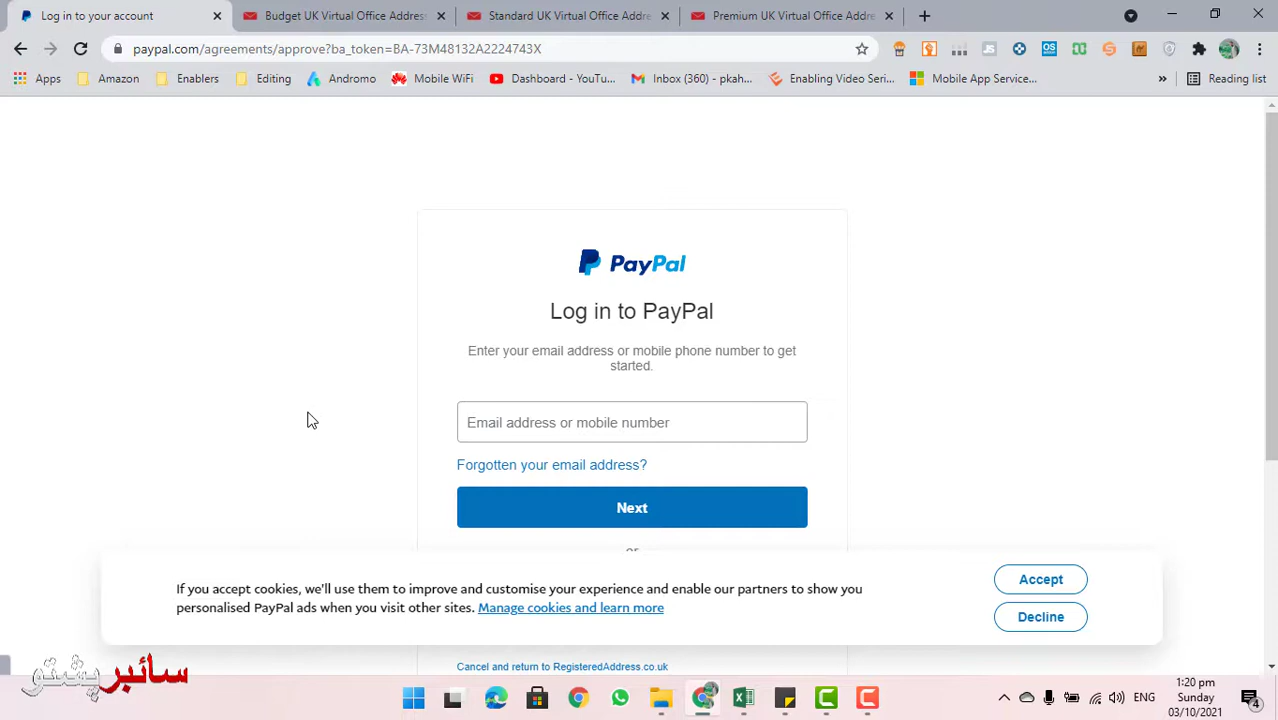 Log in to your account
Budget UK Virtual Office Address
Standard UK Virtual Office Addre
Premium UK Virtual Office Addre
paypal.com/agreements/approve?ba_token=BA-73M48132A2224743X
Apps
Amazon
Enablers
Editing
Andromo
Mobile WiFi
Dashboard - YouTu...
Inbox (360) - pkah...
Enabling Video Ser...
Mobile App Service...
»
Reading list
PayPal
Log in to PayPal
Enter your email address or mobile phone number to get
started.
Email address or mobile number
Forgotten your email address?
Next
or
If you accept cookies, we'll use them to improve and customise your experience and enable our partners to show you
personalised PayPal ads when you visit other sites. Manage cookies and learn more
Accept
Decline
Cancel and return to RegisteredAddress.co.uk
سائبر پشتو
ENG
1:20 pm
Sunday
03/10/2021
4